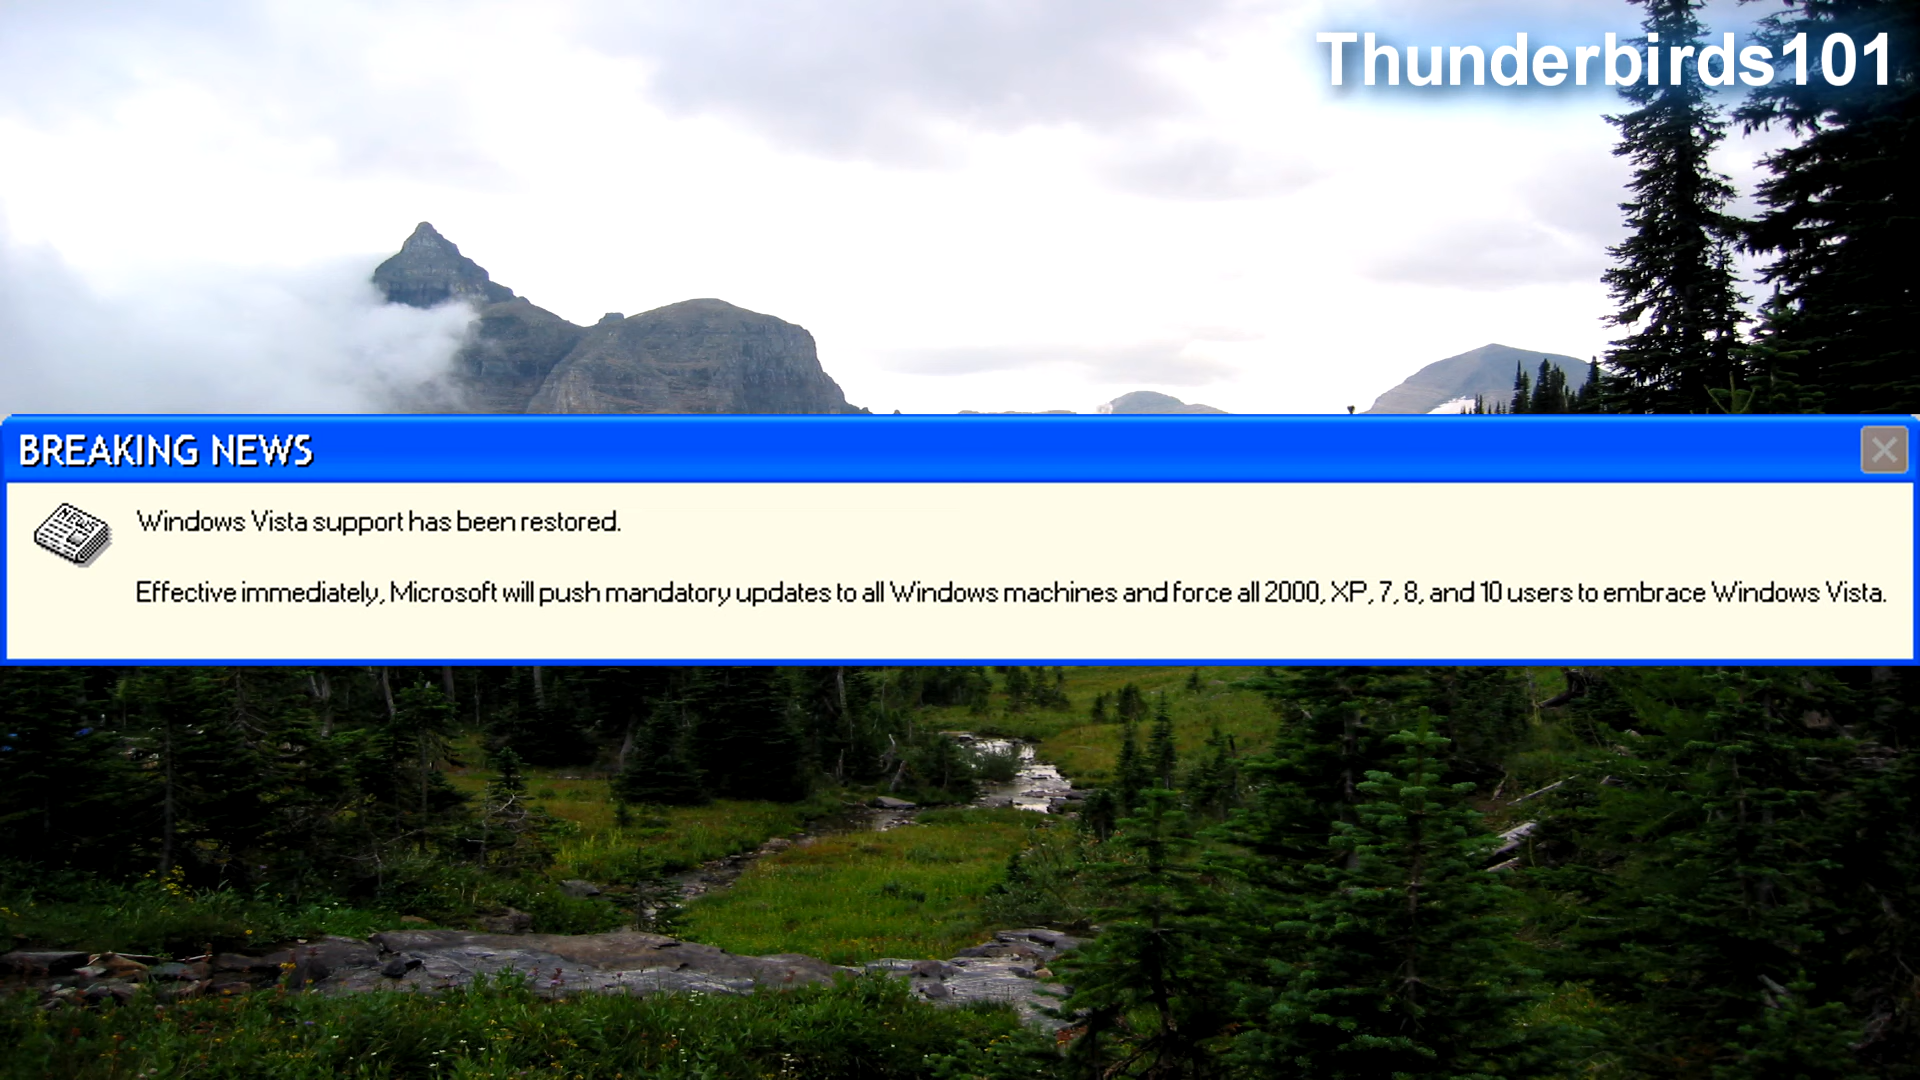 Thunderbirds101
BREAKING NEWS
NEWS
Windows Vista support has been restored.
Effective immediately, Microsoft will push mandatory updates to all Windows machines and force all 2000, XP, 7, 8, and 10 users to embrace Windows Vista.